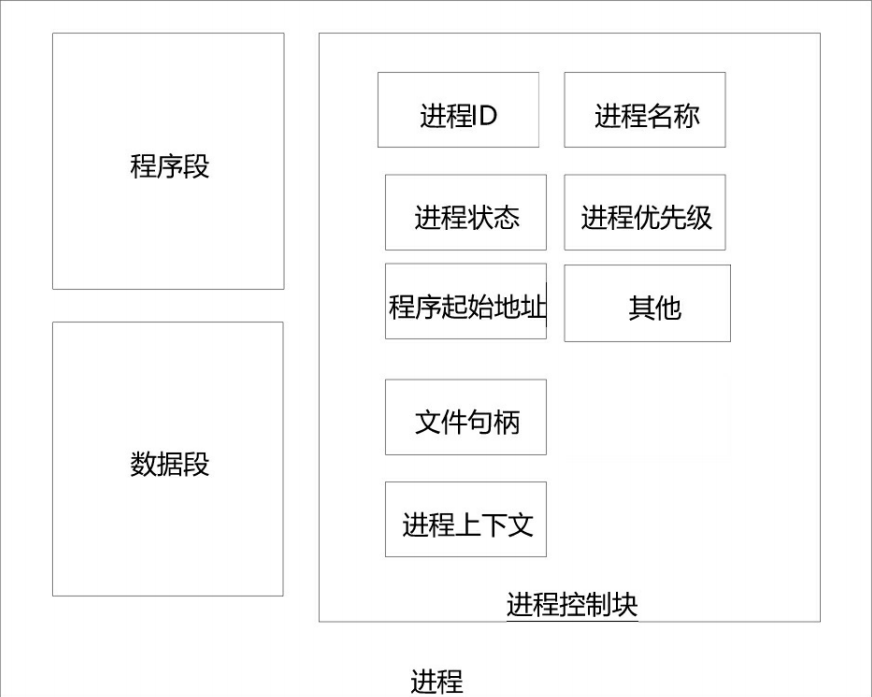 程序段
数据段
进程ID
进程名称
进程状态
进程优先级
程序起始地址
其他
文件句柄
进程上下文
进程控制块
进程